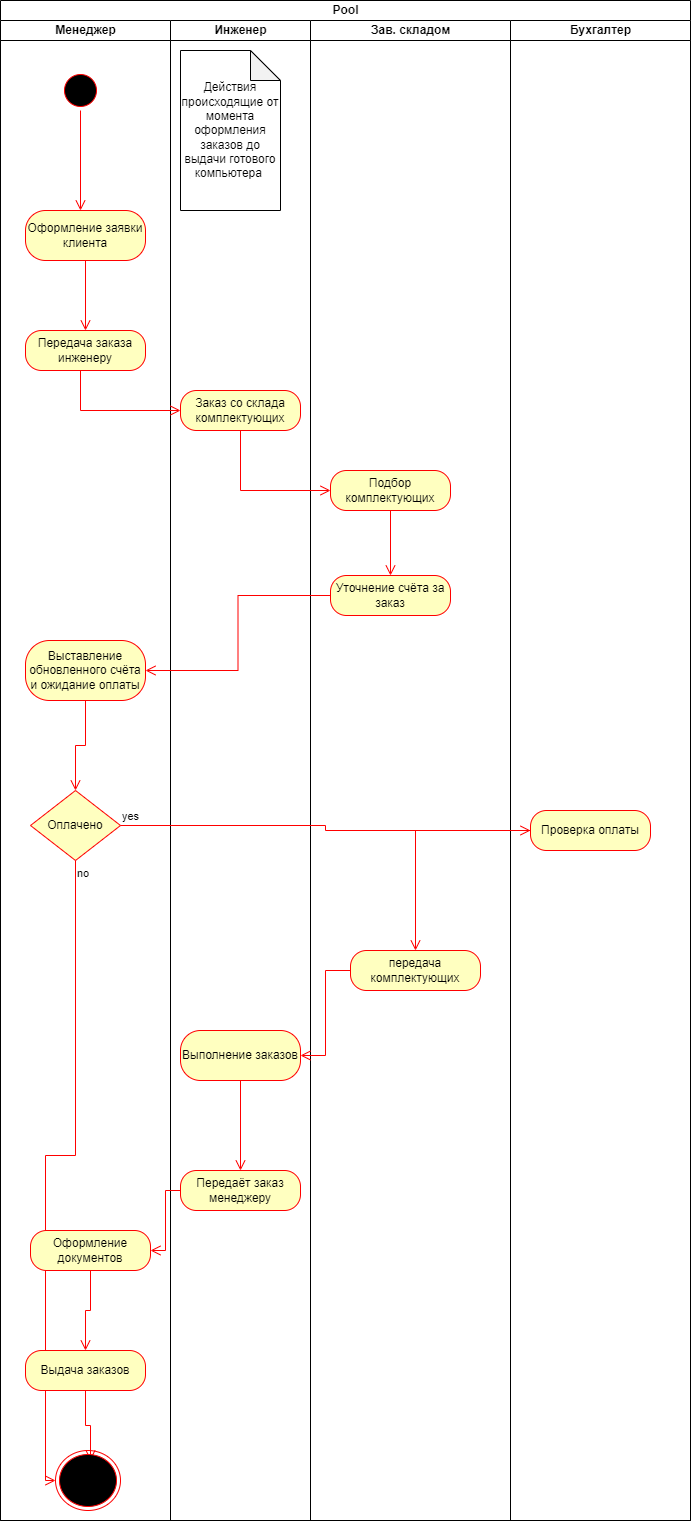 Pool
Менеджер
Инженер
Зав. складом
Бухгалтер
Действия
происходящие от
момента
оформления
заказов до
выдачи готового
компьютера
Оформление заявки
клиента
Передача заказа
инженеру
Заказ со склада
комплектующих
Подбор
комплектующих
Уточнение счёта за
заказ
Выставление
обновленного счёта
и ожидание оплаты
Оплачено
yes
no
Проверка оплаты
передача
комплектующих
Выполнение заказов
Передаёт заказ
менеджеру
Оформление
документов
Выдача заказов